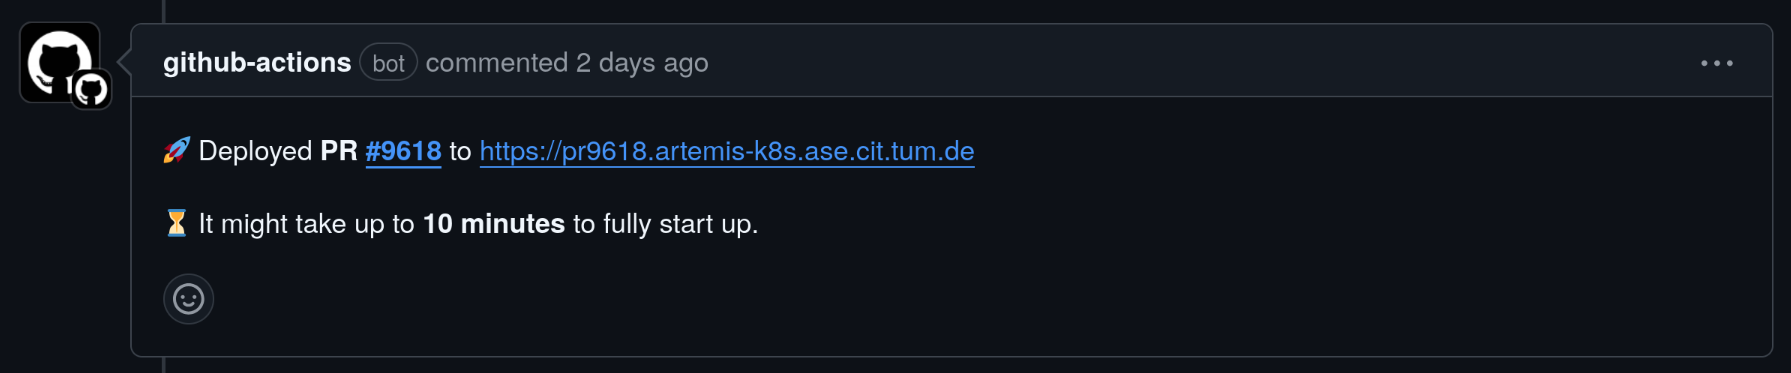 github-actions bot commented 2 days ago
🚀 Deployed PR #9618 to https://pr9618.artemis-k8s.ase.cit.tum.de
⏳ It might take up to 10 minutes to fully start up.